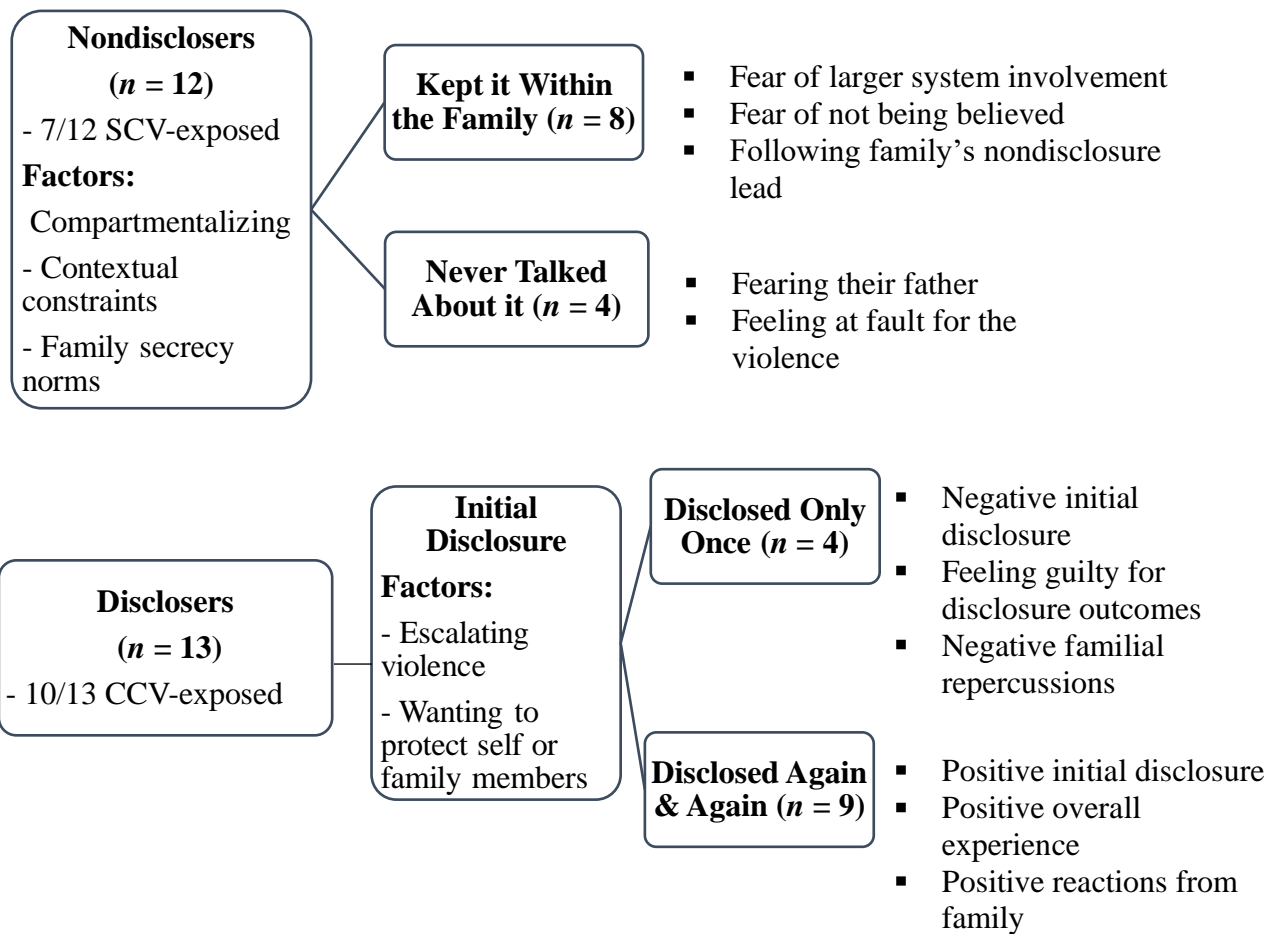 Nondisclosers
(n = 12)
- 7/12 SCV-exposed
Factors:
Compartmentalizing
- Contextual
constraints
- Family secrecy
norms
Kept it Within
the Family (n = 8)
▪ Fear of larger system involvement
▪ Fear of not being believed
▪ Following family’s nondisclosure
lead
Never Talked
About it (n = 4)
▪ Fearing their father
▪ Feeling at fault for the
violence
Disclosers
(n = 13)
- 10/13 CCV-exposed
Initial
Disclosure
Factors:
- Escalating
violence
- Wanting to
protect self or
family members
Disclosed Only
Once (n = 4)
▪ Negative initial
disclosure
▪ Feeling guilty for
disclosure outcomes
▪ Negative familial
repercussions
Disclosed Again
& Again (n = 9)
▪ Positive initial disclosure
▪ Positive overall
experience
▪ Positive reactions from
family